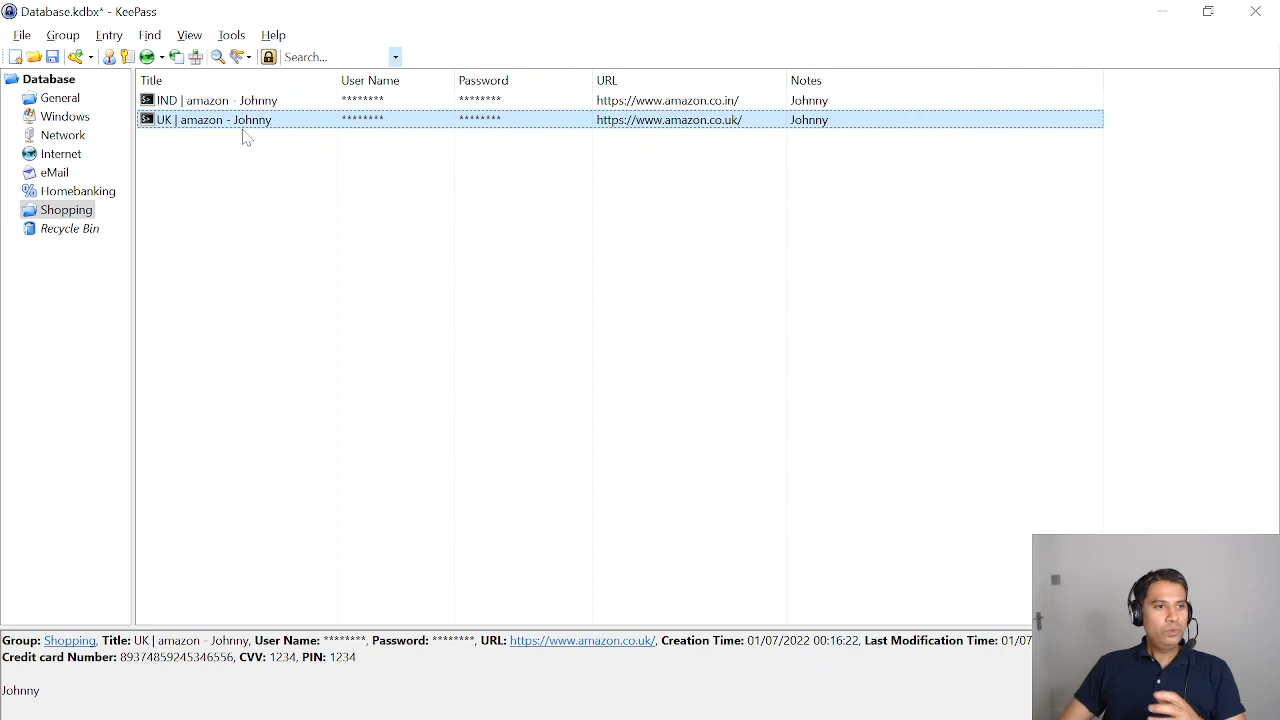 Database.kdbx* - KeePass
File Group Entry Find View Tools Help
Search...
Database
General
Windows
Network
Internet
eMail
Homebanking
Shopping
Recycle Bin
Title User Name Password URL Notes
IND | amazon - Johnny ******** ******** https://www.amazon.co.in/ Johnny
UK | amazon - Johnny ******** ******** https://www.amazon.co.uk/ Johnny
Group: Shopping, Title: UK | amazon - Johnny, User Name: ********, Password: ********, URL: https://www.amazon.co.uk/, Creation Time: 01/07/2022 00:16:22, Last Modification Time: 01/07
Credit card Number: 89374859245346556, CVV: 1234, PIN: 1234
Johnny